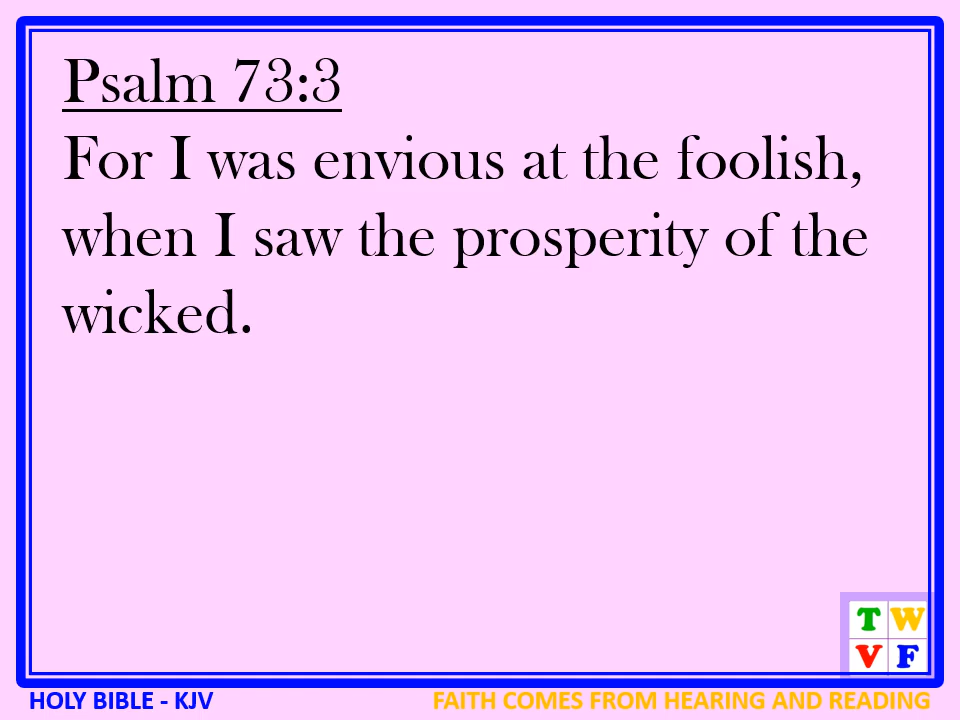 Psalm 73:3
For I was envious at the foolish,
when I saw the prosperity of the
wicked.
T W
V F
HOLY BIBLE - KJV
FAITH COMES FROM HEARING AND READING